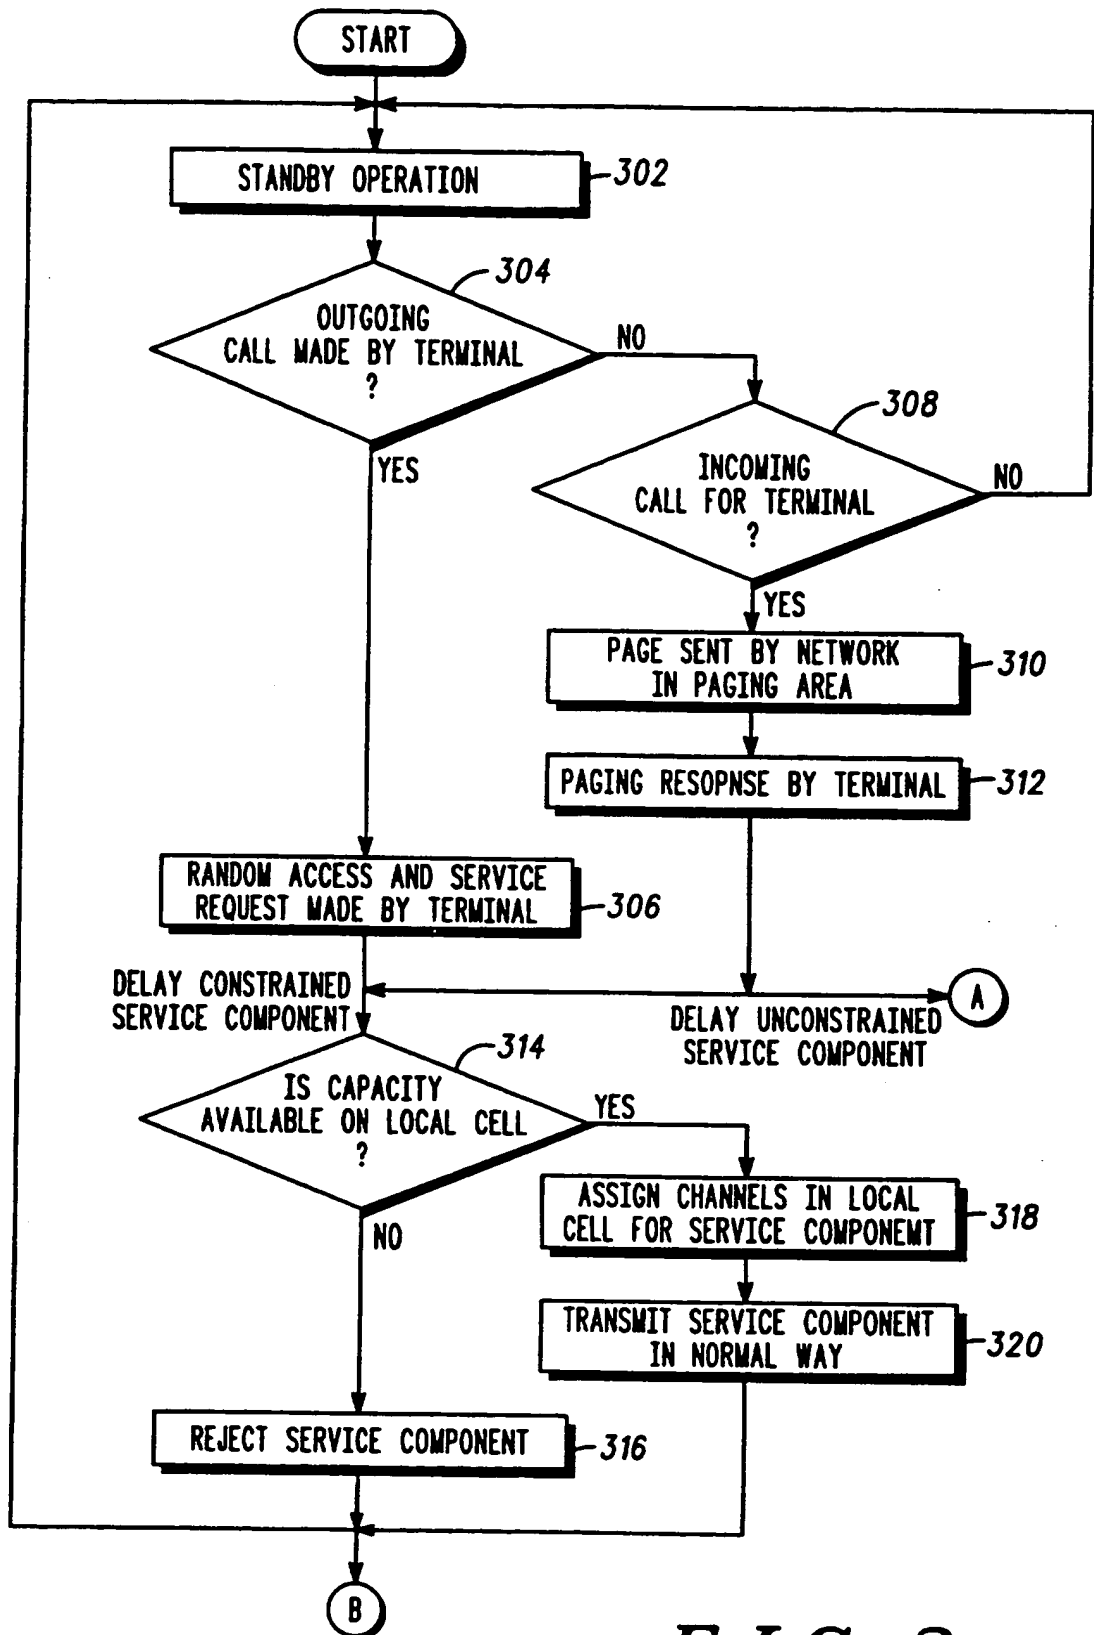 START
STANDBY OPERATION
302
304
OUTGOING
CALL MADE BY TERMINAL
?
NO
YES
308
INCOMING
CALL FOR TERMINAL
?
NO
YES
PAGE SENT BY NETWORK
IN PAGING AREA
310
PAGING RESOPNSE BY TERMINAL
312
RANDOM ACCESS AND SERVICE
REQUEST MADE BY TERMINAL
306
DELAY CONSTRAINED
SERVICE COMPONENT
A
DELAY UNCONSTRAINED
SERVICE COMPONENT
314
IS CAPACITY
AVAILABLE ON LOCAL CELL
?
YES
NO
ASSIGN CHANNELS IN LOCAL
CELL FOR SERVICE COMPONEMT
318
TRANSMIT SERVICE COMPONENT
IN NORMAL WAY
320
REJECT SERVICE COMPONENT
316
B